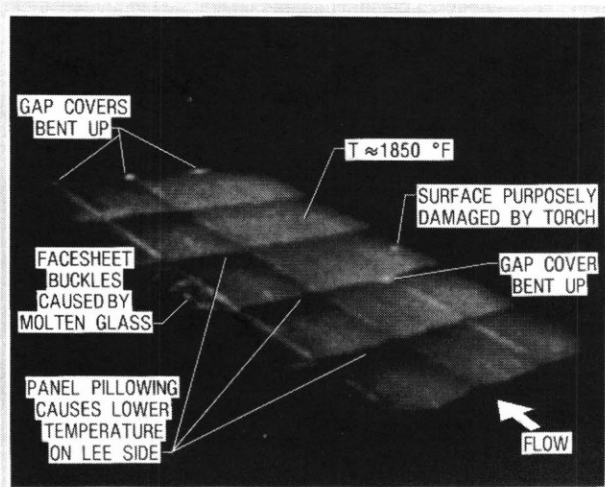 GAP COVERS
BENT UP
T ≈1850 °F
SURFACE PURPOSELY
DAMAGED BY TORCH
FACESHEET
BUCKLES
CAUSED BY
MOLTEN GLASS
GAP COVER
BENT UP
PANEL PILLOWING
CAUSES LOWER
TEMPERATURE
ON LEE SIDE
FLOW